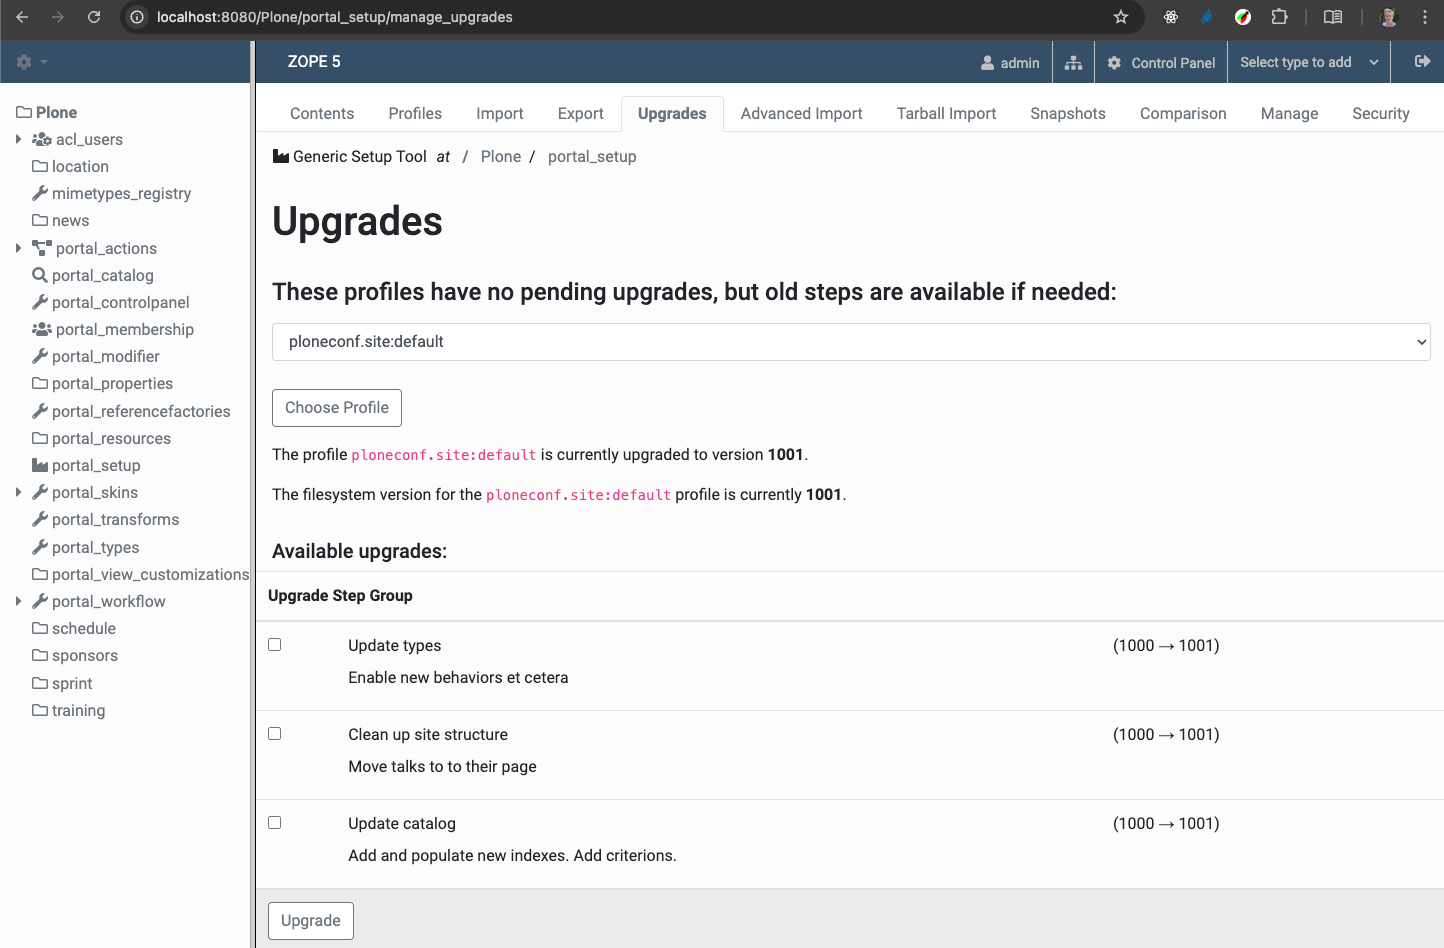 localhost:8080/Plone/portal_setup/manage_upgrades
ZOPE 5
admin
Control Panel
Select type to add
Plone
acl_users
location
mimetypes_registry
news
portal_actions
portal_catalog
portal_controlpanel
portal_membership
portal_modifier
portal_properties
portal_referencefactories
portal_resources
portal_setup
portal_skins
portal_transforms
portal_types
portal_view_customizations
portal_workflow
schedule
sponsors
sprint
training
Contents Profiles Import Export Upgrades Advanced Import Tarball Import Snapshots Comparison Manage Security
Generic Setup Tool at / Plone / portal_setup
Upgrades
These profiles have no pending upgrades, but old steps are available if needed:
ploneconf.site:default
Choose Profile
The profile ploneconf.site:default is currently upgraded to version 1001.
The filesystem version for the ploneconf.site:default profile is currently 1001.
Available upgrades:
Upgrade Step Group
Update types (1000 → 1001)
Enable new behaviors et cetera
Clean up site structure (1000 → 1001)
Move talks to to their page
Update catalog (1000 → 1001)
Add and populate new indexes. Add criterions.
Upgrade